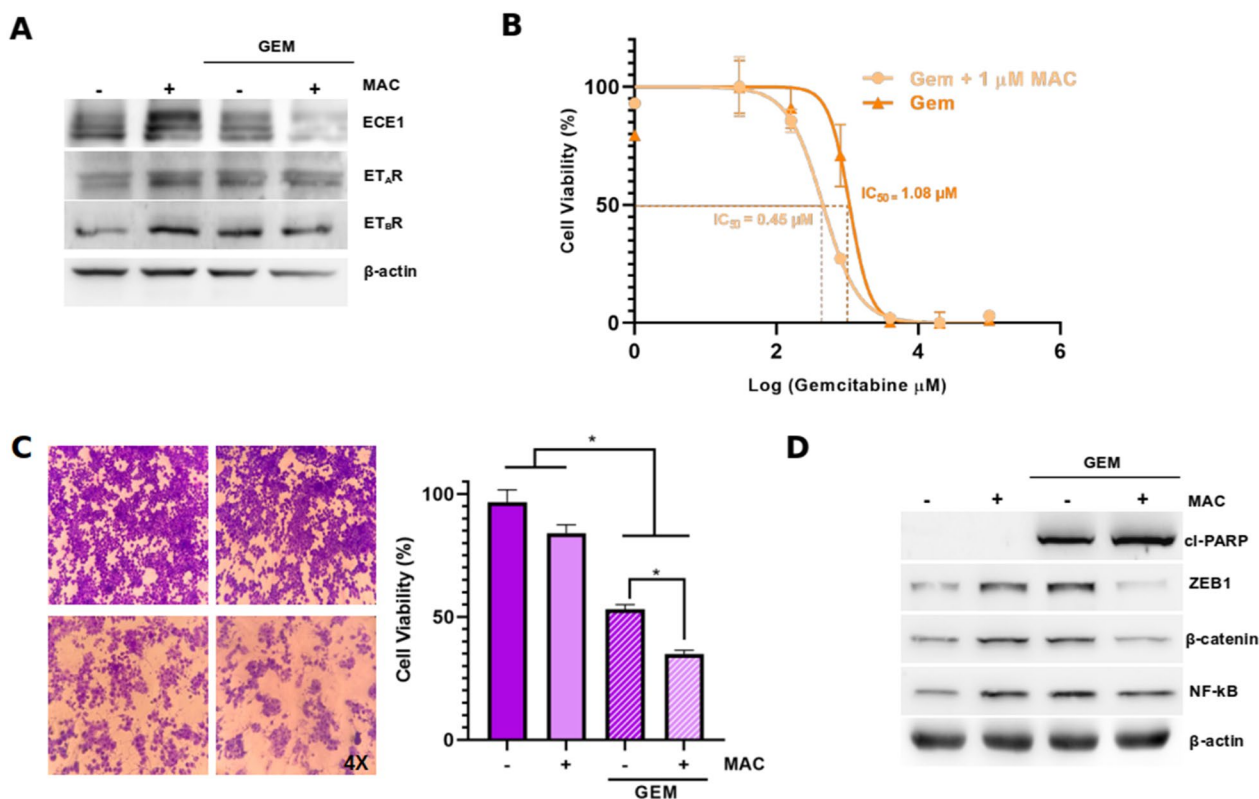 A
GEM
- + - + MAC
ECE1
ETAR
ETBR
β-actin
B
Gem + 1 μM MAC
Gem
Cell Viability (%)
100
50
0
IC50 = 1.08 μM
IC50 = 0.45 μM
0 2 4 6
Log (Gemcitabine μM)
C
4X
Cell Viability (%)
100
50
0
*
*
- + - + MAC
GEM
D
GEM
- + - + MAC
cl-PARP
ZEB1
β-catenin
NF-kB
β-actin